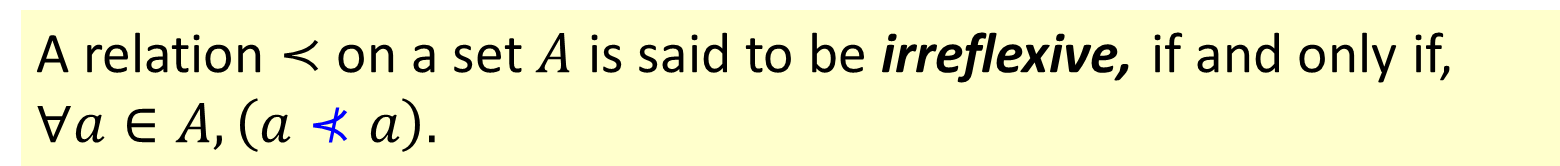 A relation ≺ on a set 𝐴 is said to be irreflexive, if and only if,
∀𝑎 ∈ 𝐴, (𝑎 ⊀ 𝑎).